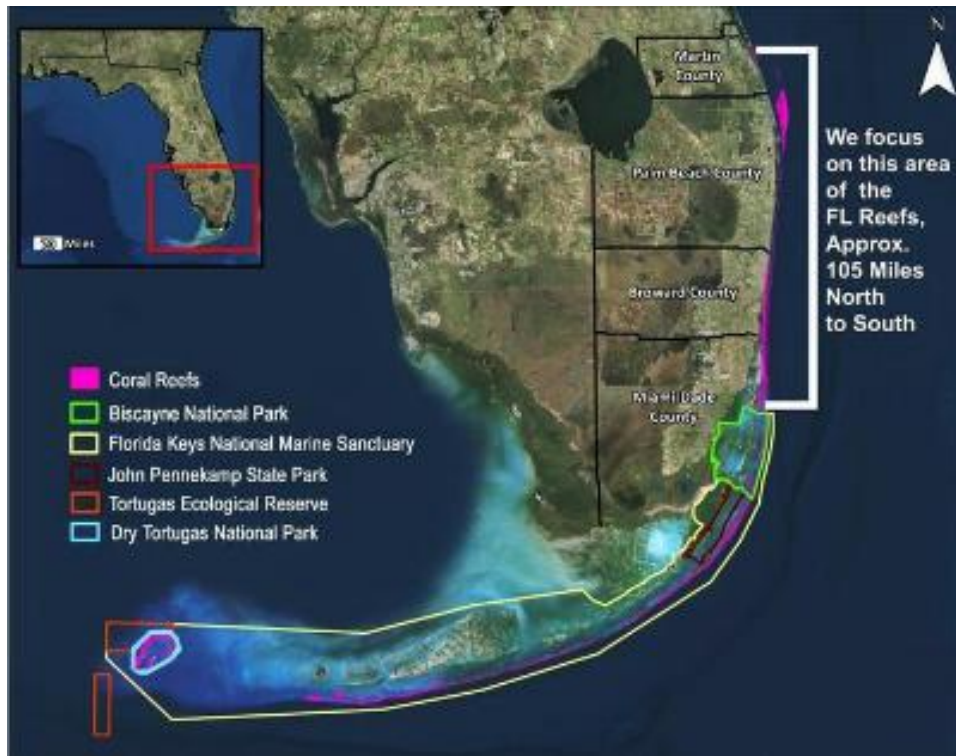 N
Martin
County
Palm Beach County
Broward County
Miami Dade
County
We focus
on this area
of the
FL Reefs,
Approx.
105 Miles
North
to South
Miles
Coral Reefs
Biscayne National Park
Florida Keys National Marine Sanctuary
John Pennekamp State Park
Tortugas Ecological Reserve
Dry Tortugas National Park